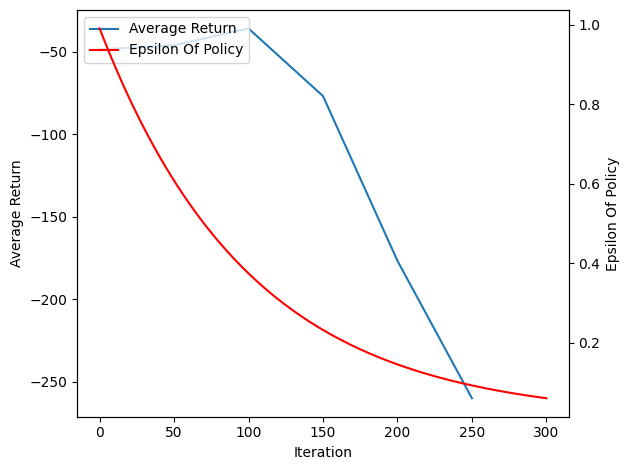 Average Return
Epsilon Of Policy
−50
−100
−150
−200
−250
Average Return
1.0
0.8
0.6
0.4
0.2
Epsilon Of Policy
0 50 100 150 200 250 300
Iteration